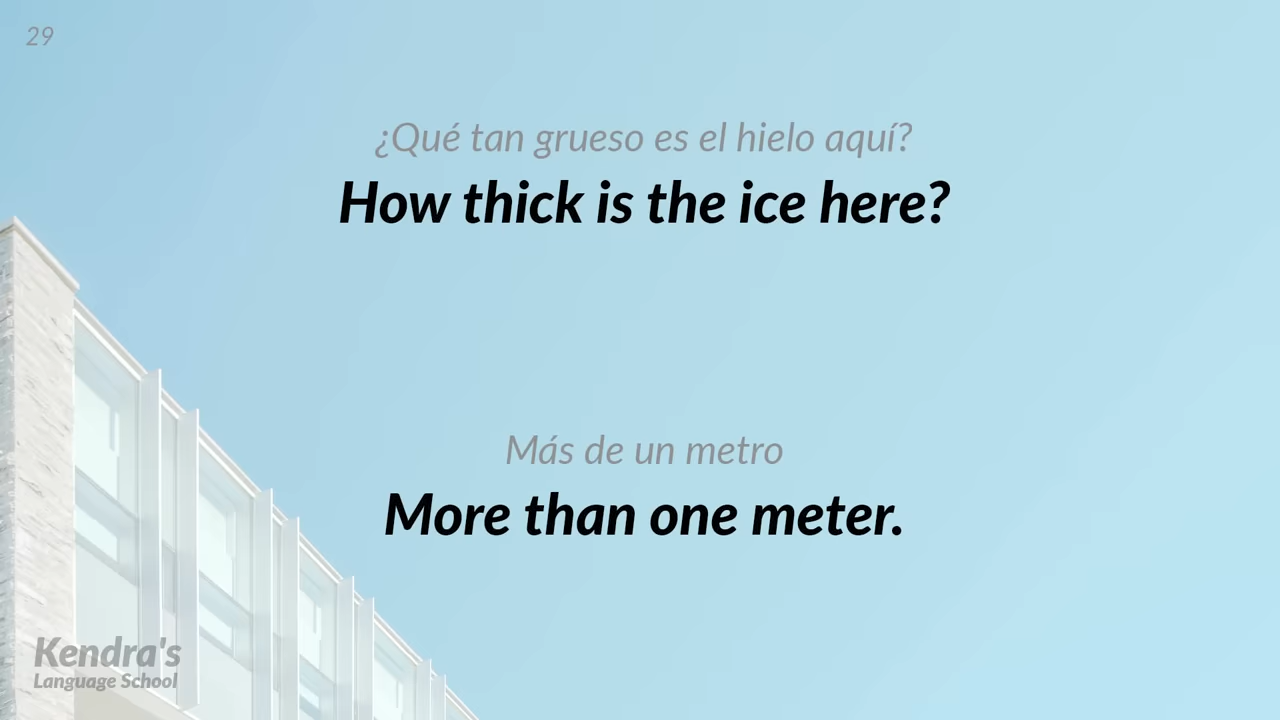 29
¿Qué tan grueso es el hielo aquí?
How thick is the ice here?
Más de un metro
More than one meter.
Kendra's
Language School